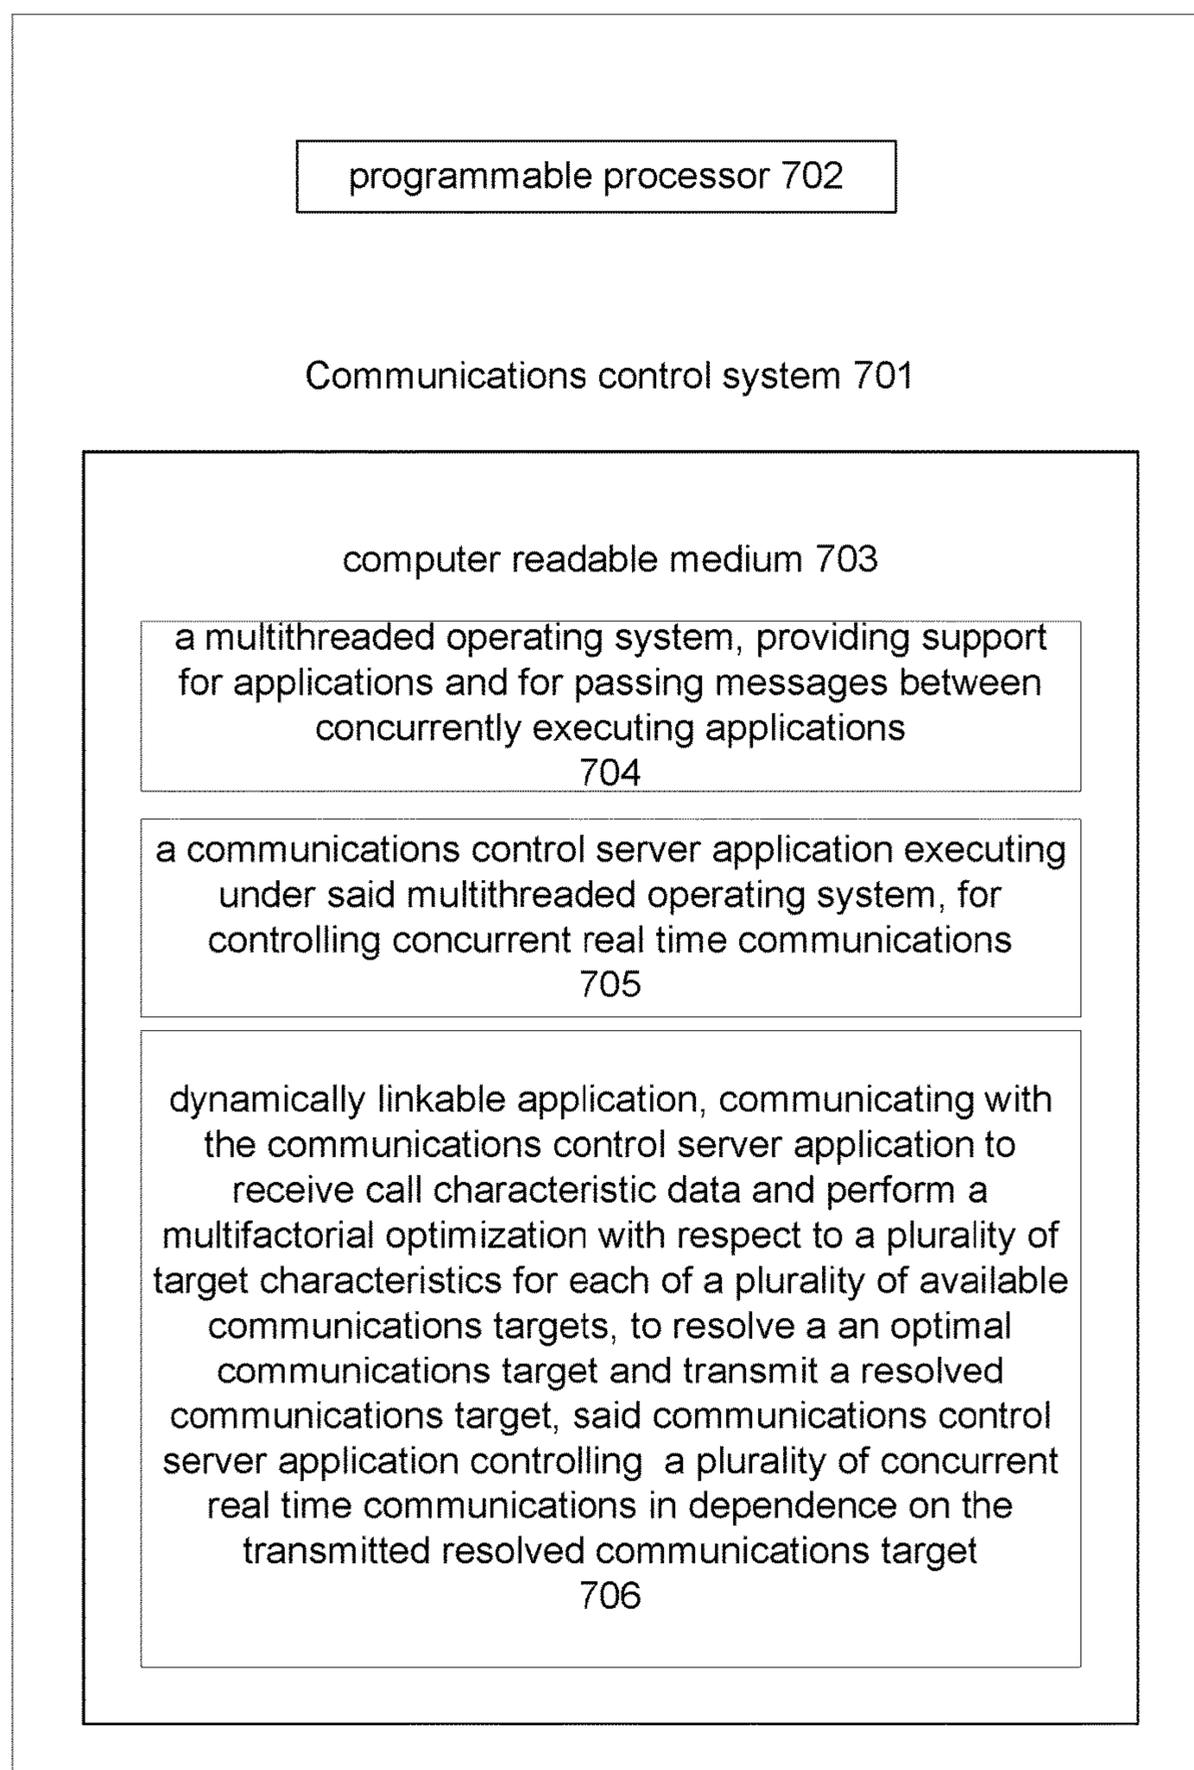 programmable processor 702
Communications control system 701
computer readable medium 703
a multithreaded operating system, providing support
for applications and for passing messages between
concurrently executing applications
704
a communications control server application executing
under said multithreaded operating system, for
controlling concurrent real time communications
705
dynamically linkable application, communicating with
the communications control server application to
receive call characteristic data and perform a
multifactorial optimization with respect to a plurality of
target characteristics for each of a plurality of available
communications targets, to resolve a an optimal
communications target and transmit a resolved
communications target, said communications control
server application controlling  a plurality of concurrent
real time communications in dependence on the
transmitted resolved communications target
706